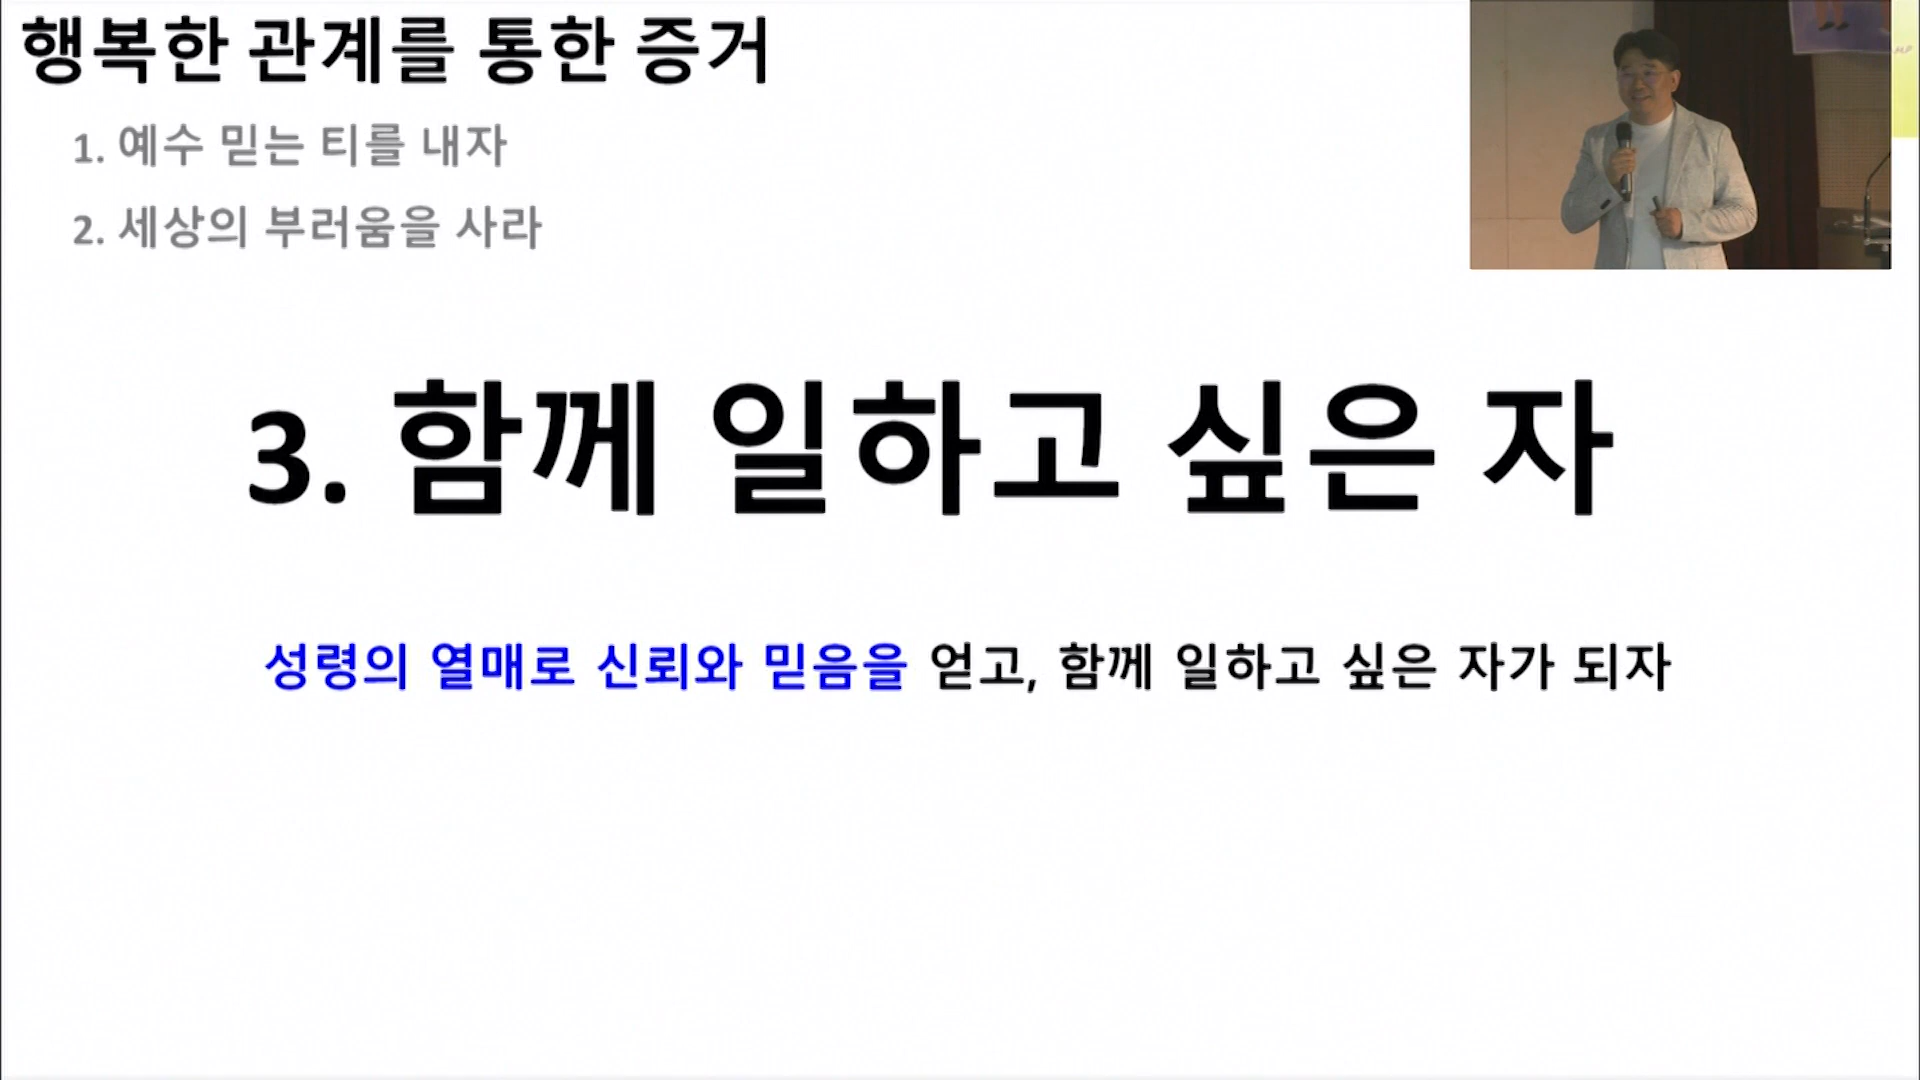 행복한 관계를 통한 증거
1. 예수 믿는 티를 내자
2. 세상의 부러움을 사라
3. 함께 일하고 싶은 자
성령의 열매로 신뢰와 믿음을 얻고, 함께 일하고 싶은 자가 되자